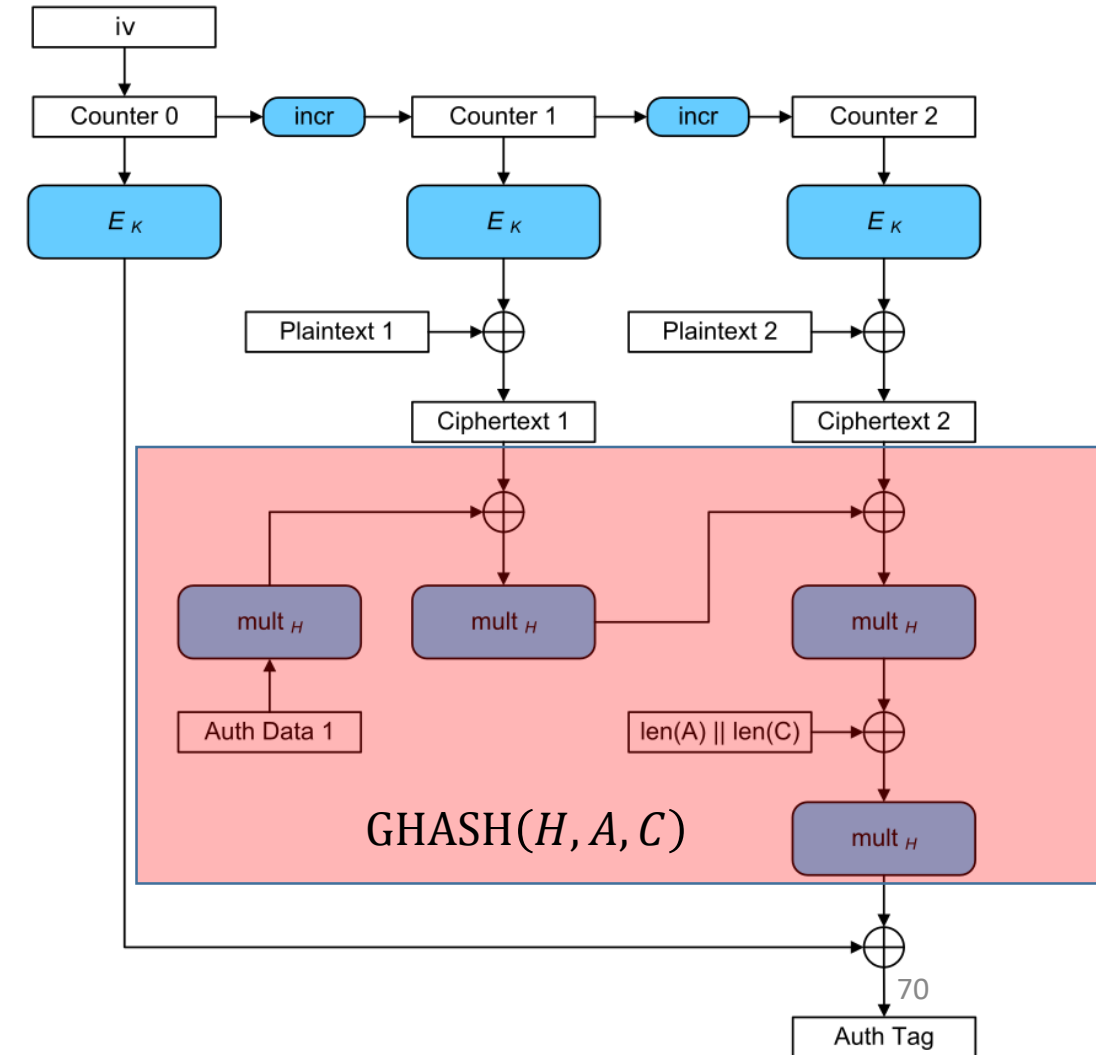 iv
Counter 0
incr
Counter 1
incr
Counter 2
E K
E K
E K
Plaintext 1
Plaintext 2
Ciphertext 1
Ciphertext 2
mult H
mult H
mult H
Auth Data 1
len(A) || len(C)
GHASH(H, A, C)
mult H
70
Auth Tag